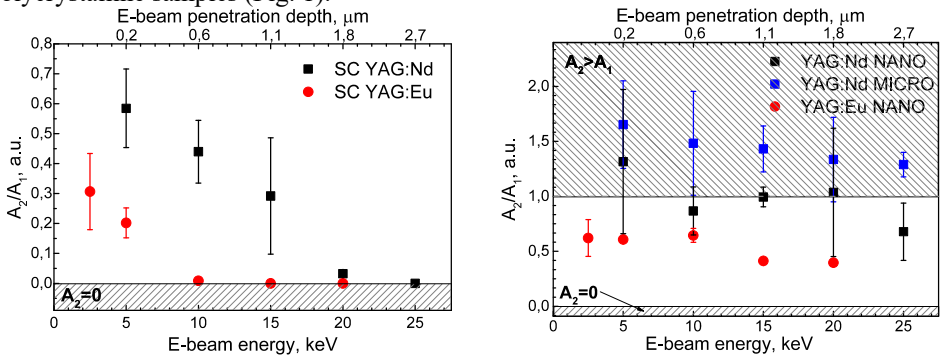 E-beam penetration depth, μm
0,2 0,6 1,1 1,8 2,7
0,8
0,7
0,6
0,5
0,4
0,3
0,2
0,1
0,0
A₂/A₁, a.u.
SC YAG:Nd
SC YAG:Eu
A₂=0
0 5 10 15 20 25
E-beam energy, keV
E-beam penetration depth, μm
0,2 0,6 1,1 1,8 2,7
2,0
1,5
1,0
0,5
0,0
A₂/A₁, a.u.
A₂>A₁
YAG:Nd NANO
YAG:Nd MICRO
YAG:Eu NANO
A₂=0
0 5 10 15 20 25
E-beam energy, keV